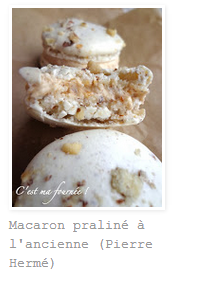 C'est ma fournée !
Macaron praliné à
l'ancienne (Pierre
Hermé)